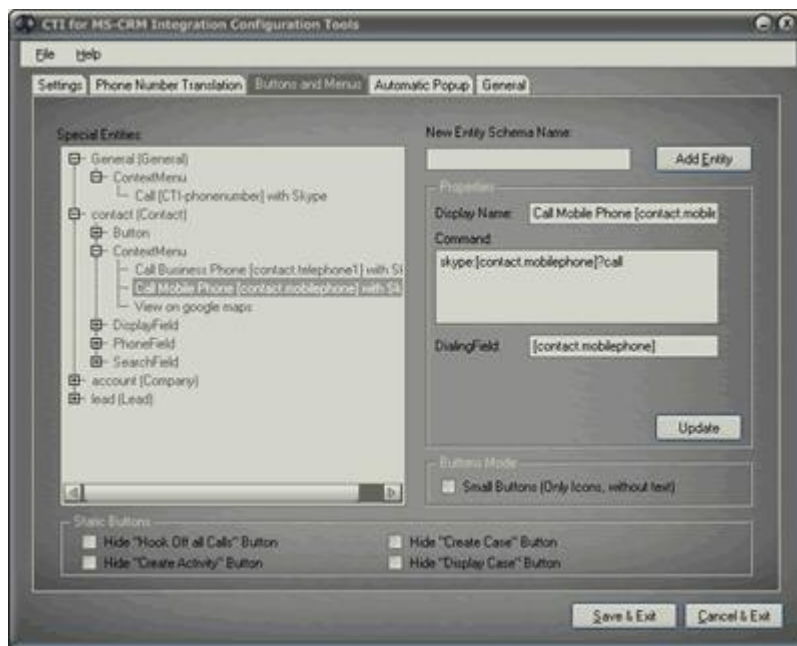 CTI for MS-CRM Integration Configuration Tools
File Help
Settings Phone Number Translation Buttons and Menus Automatic Popup General
Special Entities:
General (General)
ContextMenu
Call [CTI-phonenumber] with Skype
contact (Contact)
Button
ContextMenu
Call Business Phone [contact.telephone1] with Sk
Call Mobile Phone [contact.mobilephone] with Sk
View on google maps
DisplayField
PhoneField
SearchField
account (Company)
lead (Lead)
New Entity Schema Name:
Add Entity
Properties
Display Name: Call Mobile Phone [contact.mobile
Command:
skype:[contact.mobilephone]?call
DialingField: [contact.mobilephone]
Update
Buttons Mode
Small Buttons (Only Icons, without text)
Static Buttons
Hide "Hook Off all Calls" Button
Hide "Create Case" Button
Hide "Create Activity" Button
Hide "Display Case" Button
Save & Exit Cancel & Exit